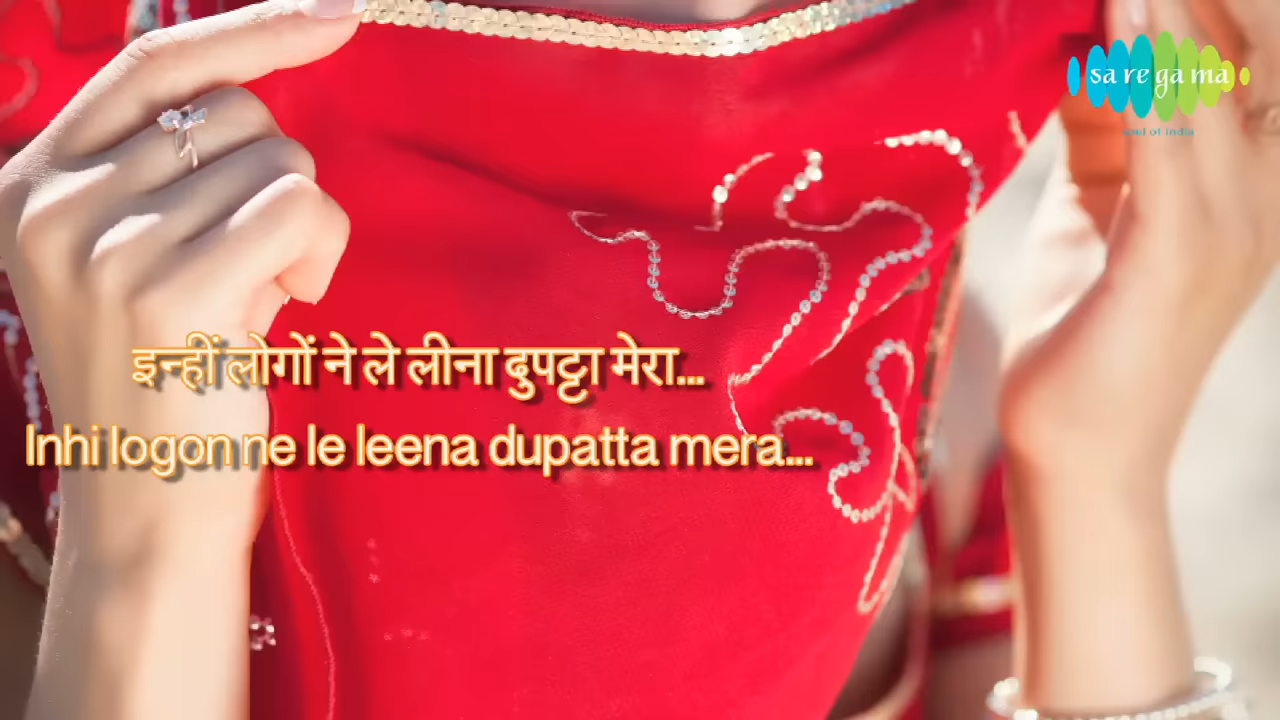 sa re ga ma
soul of india
इन्हीं लोगों ने ले लीना दुपट्टा मेरा...
Inhi logon ne le leena dupatta mera...